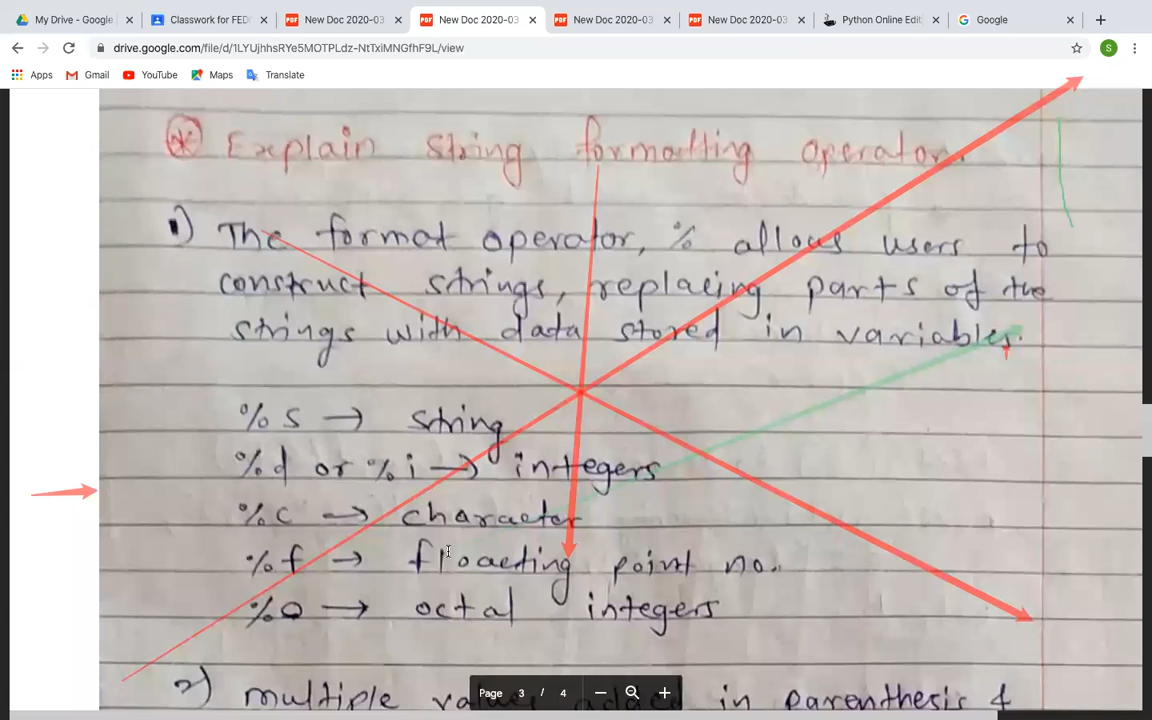 My Drive - Google
Classwork for FED
New Doc 2020-03
New Doc 2020-03
New Doc 2020-03
New Doc 2020-03
Python Online Edit
Google
drive.google.com/file/d/1LYUjhhsRYe5MOTPLdz-NtTxiMNGfhF9L/view
S
Apps
Gmail
YouTube
Maps
Translate
* Explain string formatting operator.
1) The format operator, % allows users to
construct strings, replacing parts of the
strings with data stored in variables.
%s → string
%d or %i → integers
%c → character
%f → floating point no.
%o → octal integers
2) multiple values added in parenthesis &
Page 3 / 4